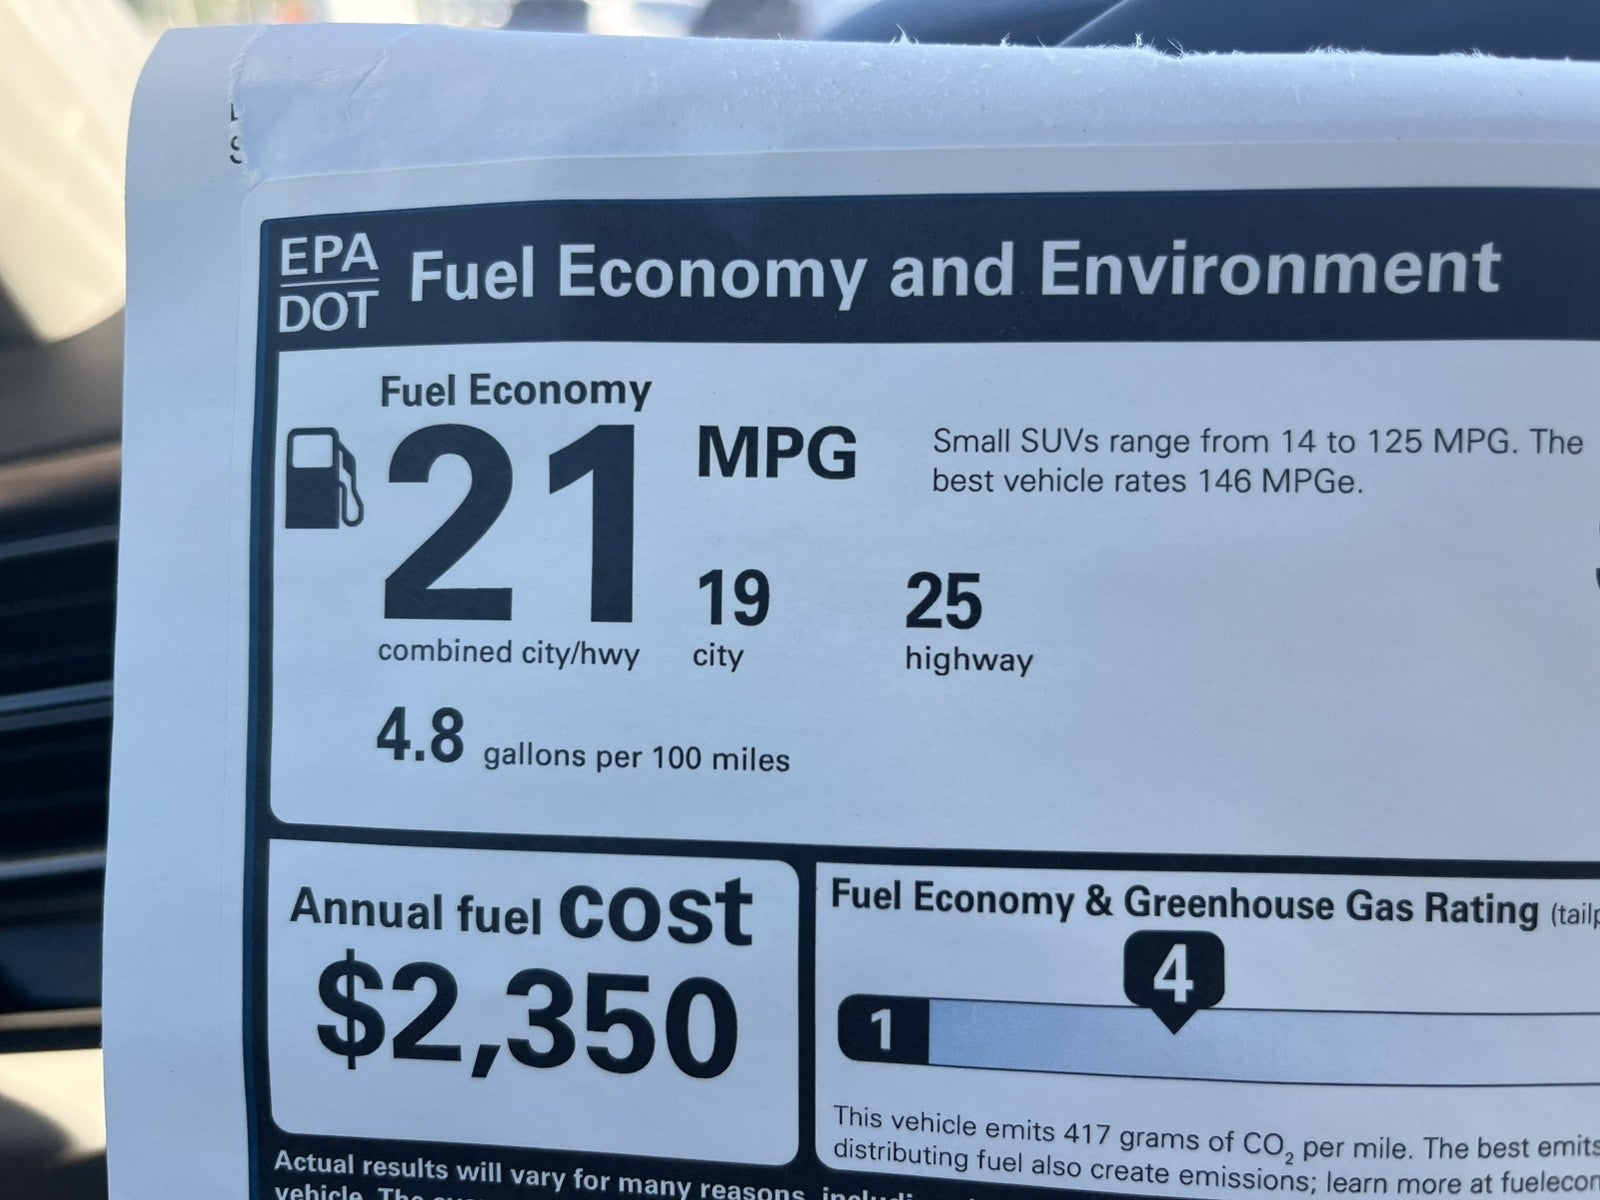 EPA
DOT
Fuel Economy and Environment
Fuel Economy
21 MPG
Small SUVs range from 14 to 125 MPG. The
best vehicle rates 146 MPGe.
19
25
combined city/hwy
city
highway
4.8 gallons per 100 miles
Annual fuel cost
$2,350
Fuel Economy & Greenhouse Gas Rating
4
1
This vehicle emits 417 grams of CO₂ per mile. The best emits
distributing fuel also create emissions; learn more at
Actual results will vary for many reasons,
vehicle. The